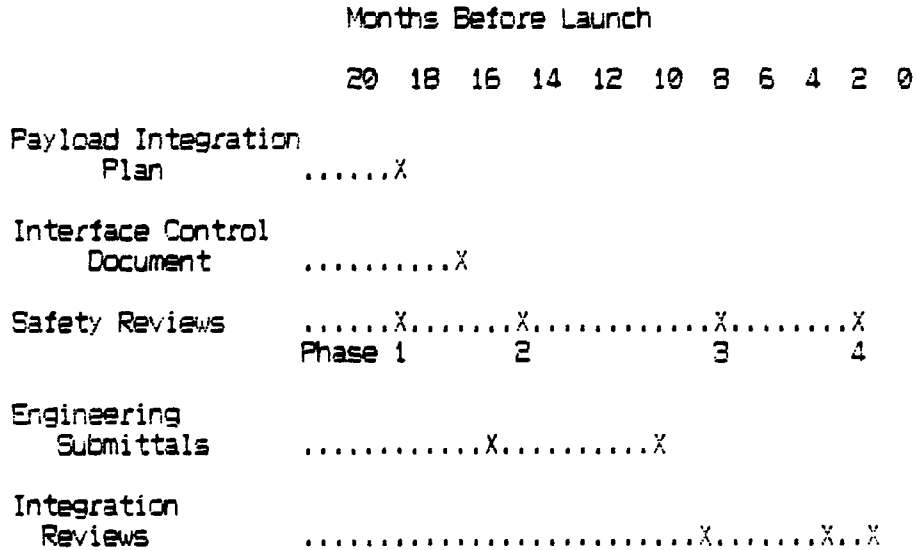 Months Before Launch
20 18 16 14 12 10 8 6 4 2 0
Payload Integration
Plan ......X
Interface Control
Document ..........X
Safety Reviews ......X.......X............X........X
Phase 1 2 3 4
Engineering
Submittals ............X..........X
Integration
Reviews ..........................X.......X..X